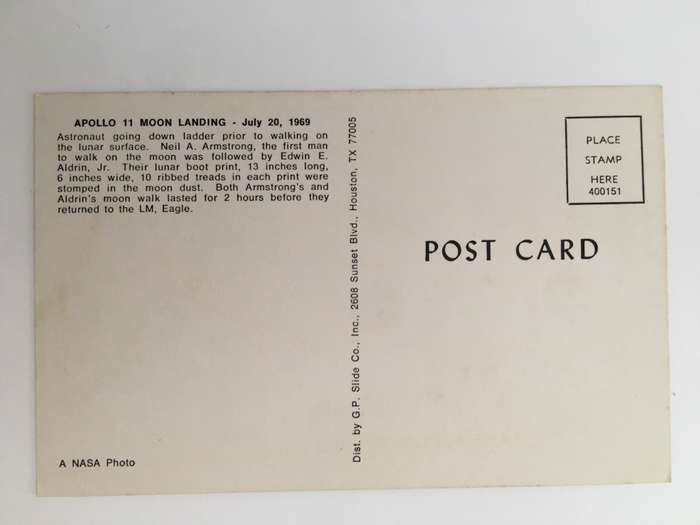 APOLLO 11 MOON LANDING - July 20, 1969
Astronaut going down ladder prior to walking on
the lunar surface. Neil A. Armstrong, the first man
to walk on the moon was followed by Edwin E.
Aldrin, Jr. Their lunar boot print, 13 inches long,
6 inches wide, 10 ribbed treads in each print were
stomped in the moon dust. Both Armstrong's and
Aldrin's moon walk lasted for 2 hours before they
returned to the LM, Eagle.
A NASA Photo
Dist. by G.P. Slide Co., Inc., 2608 Sunset Blvd., Houston, TX 77005
PLACE
STAMP
HERE
400151
POST CARD